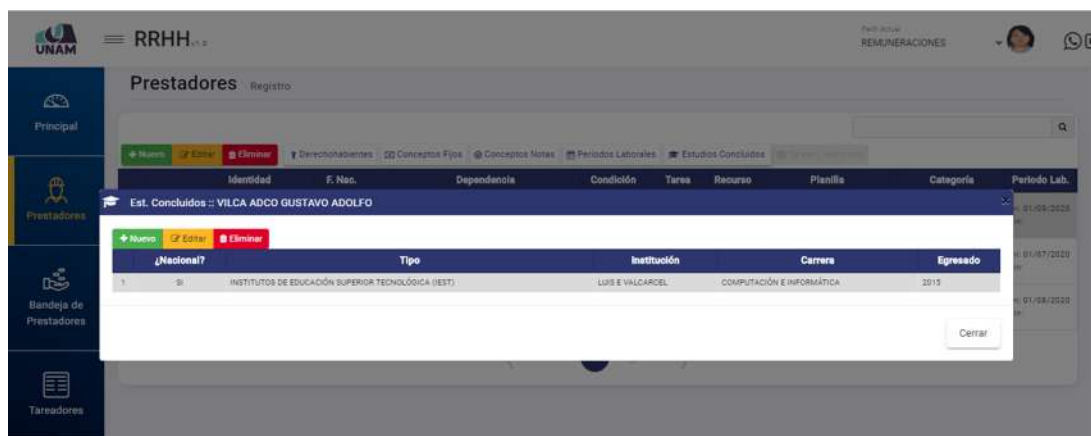 UNAM
RRHH
Perfil Actual
REMUNERACIONES
Prestadores Registro
Principal
Nuevo Editar Eliminar Derechohabientes Conceptos Fijos Conceptos Notas Periodos Laborales Estudios Concluidos
Identidad F. Nac. Dependencia Condición Tarea Recurso Planilla Categoría Periodo Lab.
Prestadores
Est. Concluidos :: VILCA ADCO GUSTAVO ADOLFO
01/09/2020
Nuevo Editar Eliminar
¿Nacional? Tipo Institución Carrera Egresado
01/07/2020
1 SI INSTITUTOS DE EDUCACIÓN SUPERIOR TECNOLÓGICA (IEST) LUIS E VALCARCEL COMPUTACIÓN E INFORMÁTICA 2015
Bandeja de
Prestadores
01/08/2020
Cerrar
Tareadores